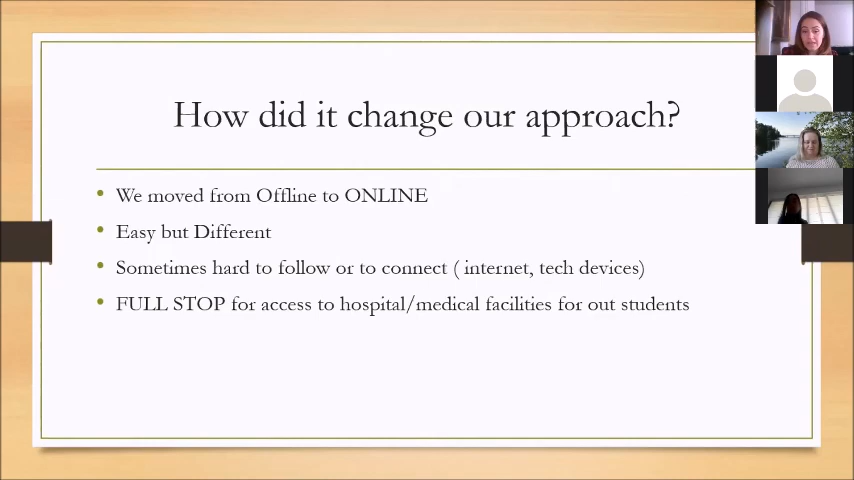 How did it change our approach?
• We moved from Offline to ONLINE
• Easy but Different
• Sometimes hard to follow or to connect ( internet, tech devices)
• FULL STOP for access to hospital/medical facilities for out students